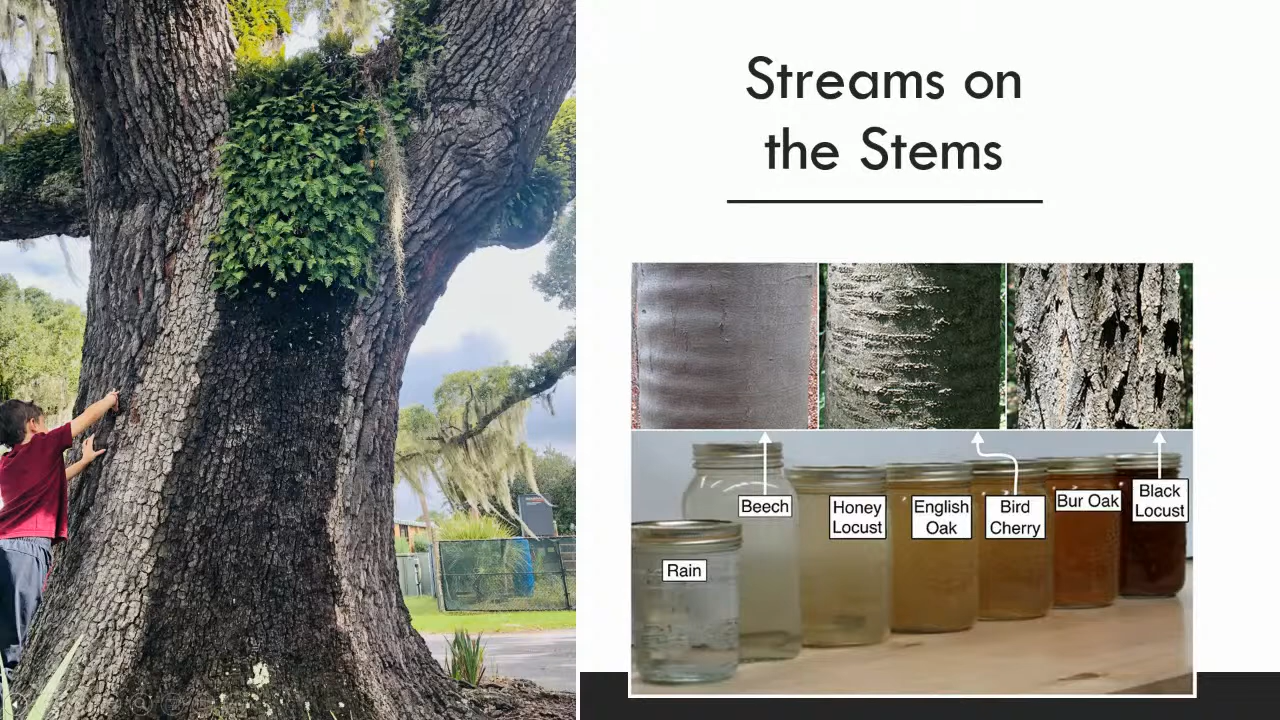 Streams on
the Stems
Rain
Beech
Honey
Locust
English
Oak
Bird
Cherry
Bur Oak
Black
Locust